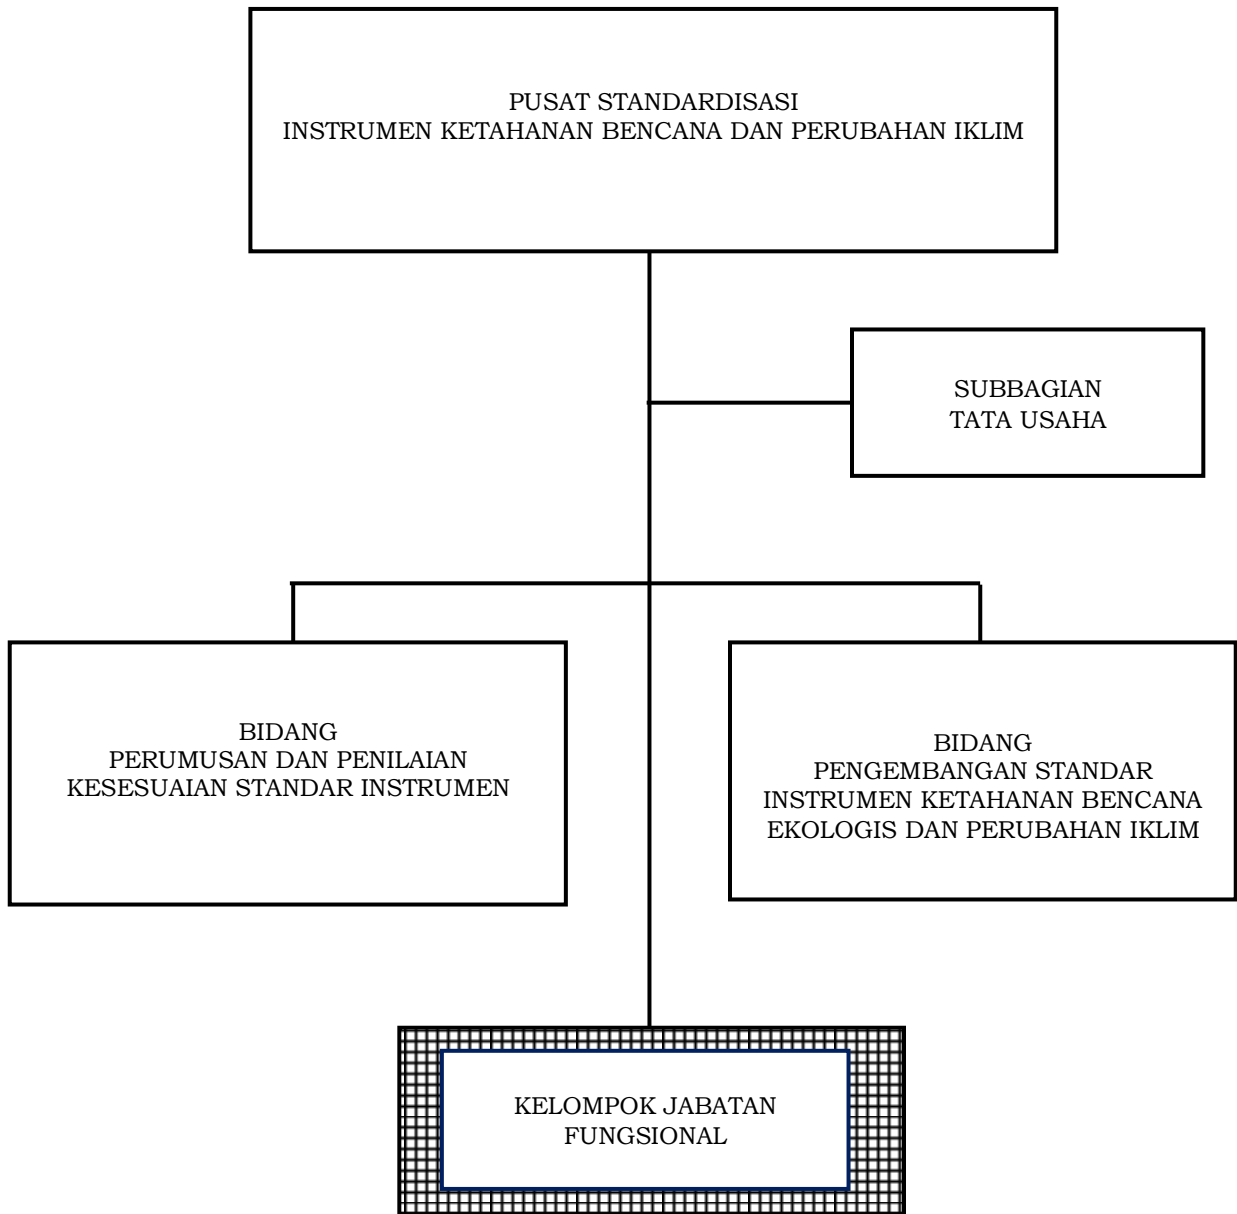 PUSAT STANDARDISASI
INSTRUMEN KETAHANAN BENCANA DAN PERUBAHAN IKLIM
SUBBAGIAN
TATA USAHA
BIDANG
PERUMUSAN DAN PENILAIAN
KESESUAIAN STANDAR INSTRUMEN
BIDANG
PENGEMBANGAN STANDAR
INSTRUMEN KETAHANAN BENCANA
EKOLOGIS DAN PERUBAHAN IKLIM
KELOMPOK JABATAN
FUNGSIONAL